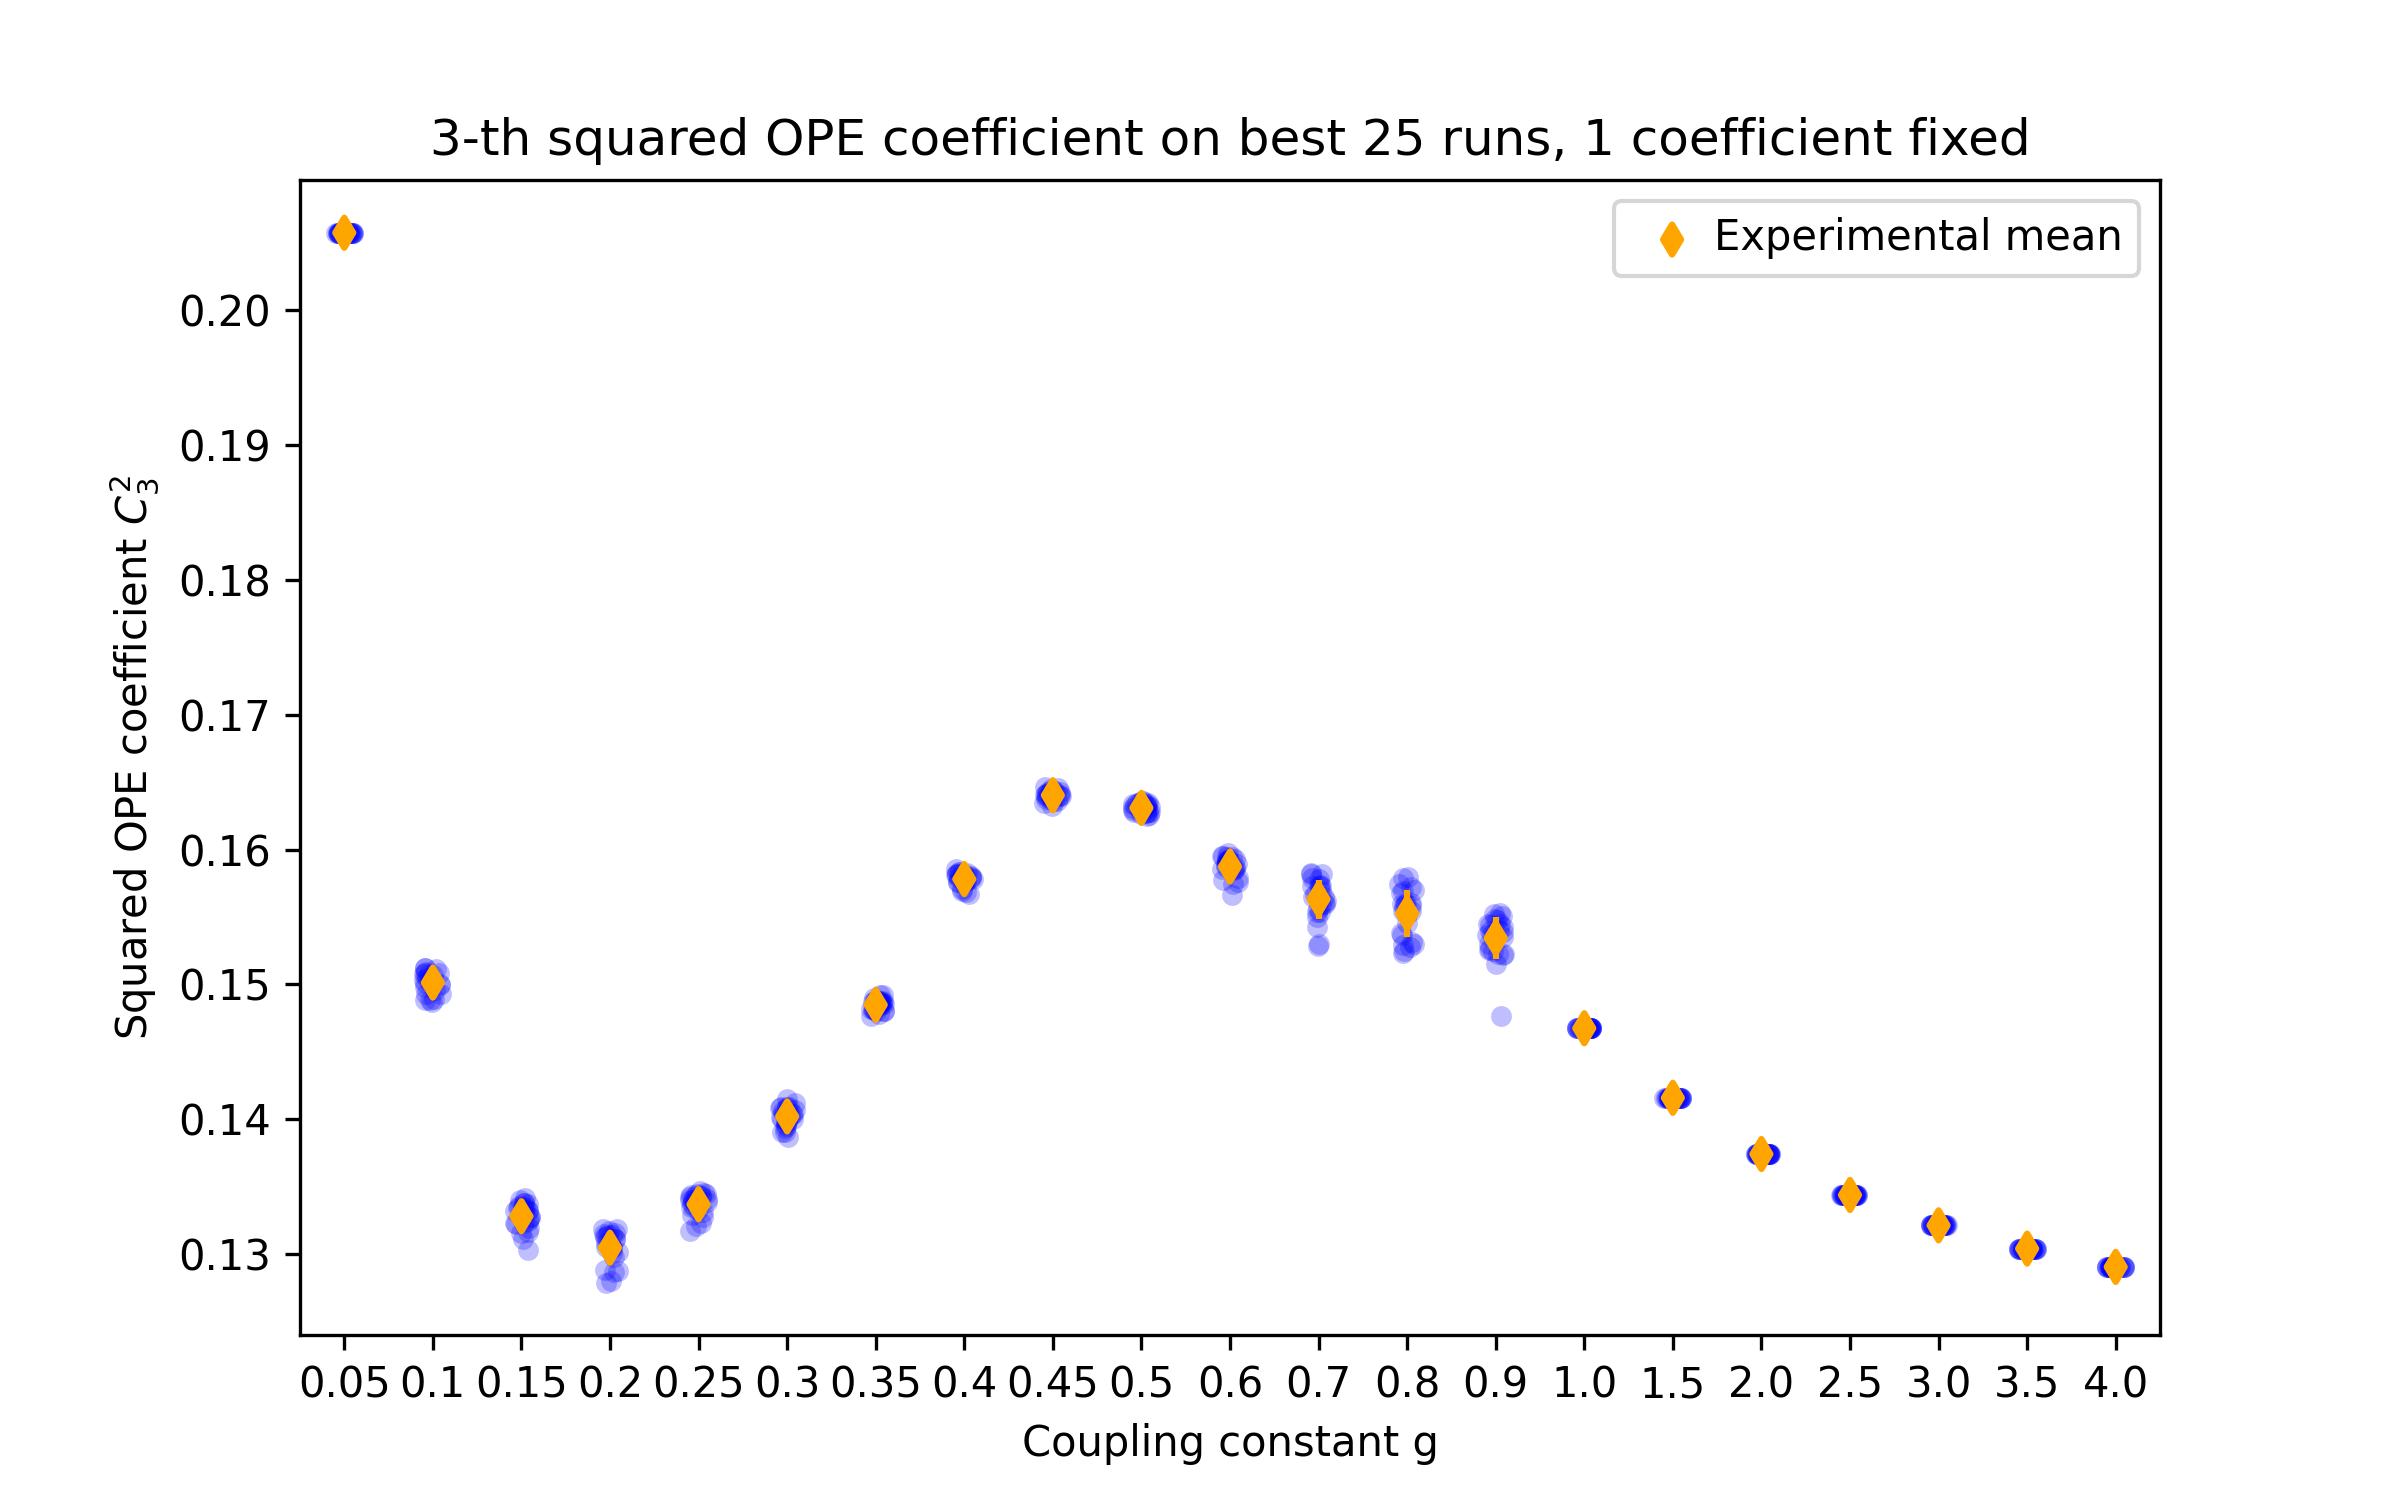 3-th squared OPE coefficient on best 25 runs, 1 coefficient fixed
Experimental mean
Squared OPE coefficient $C_3^2$
0.20
0.19
0.18
0.17
0.16
0.15
0.14
0.13
0.05 0.1 0.15 0.2 0.25 0.3 0.35 0.4 0.45 0.5 0.6 0.7 0.8 0.9 1.0 1.5 2.0 2.5 3.0 3.5 4.0
Coupling constant g